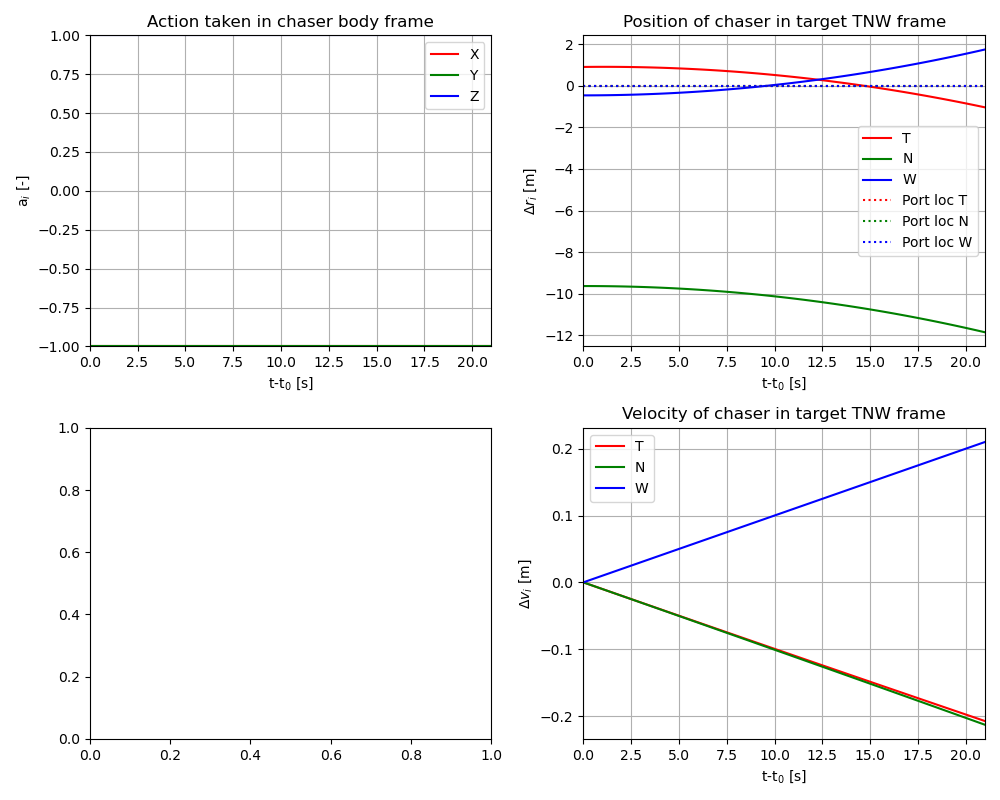 Action taken in chaser body frame
1.00
0.75
0.50
0.25
0.00
−0.25
−0.50
−0.75
−1.00
aᵢ [-]
X
Y
Z
0.0 2.5 5.0 7.5 10.0 12.5 15.0 17.5 20.0
t-t₀ [s]
Position of chaser in target TNW frame
2
0
−2
−4
−6
−8
−10
−12
Δrᵢ [m]
T
N
W
Port loc T
Port loc N
Port loc W
0.0 2.5 5.0 7.5 10.0 12.5 15.0 17.5 20.0
t-t₀ [s]
1.0
0.8
0.6
0.4
0.2
0.0
0.0 0.2 0.4 0.6 0.8 1.0
Velocity of chaser in target TNW frame
0.2
0.1
0.0
−0.1
−0.2
Δvᵢ [m]
T
N
W
0.0 2.5 5.0 7.5 10.0 12.5 15.0 17.5 20.0
t-t₀ [s]